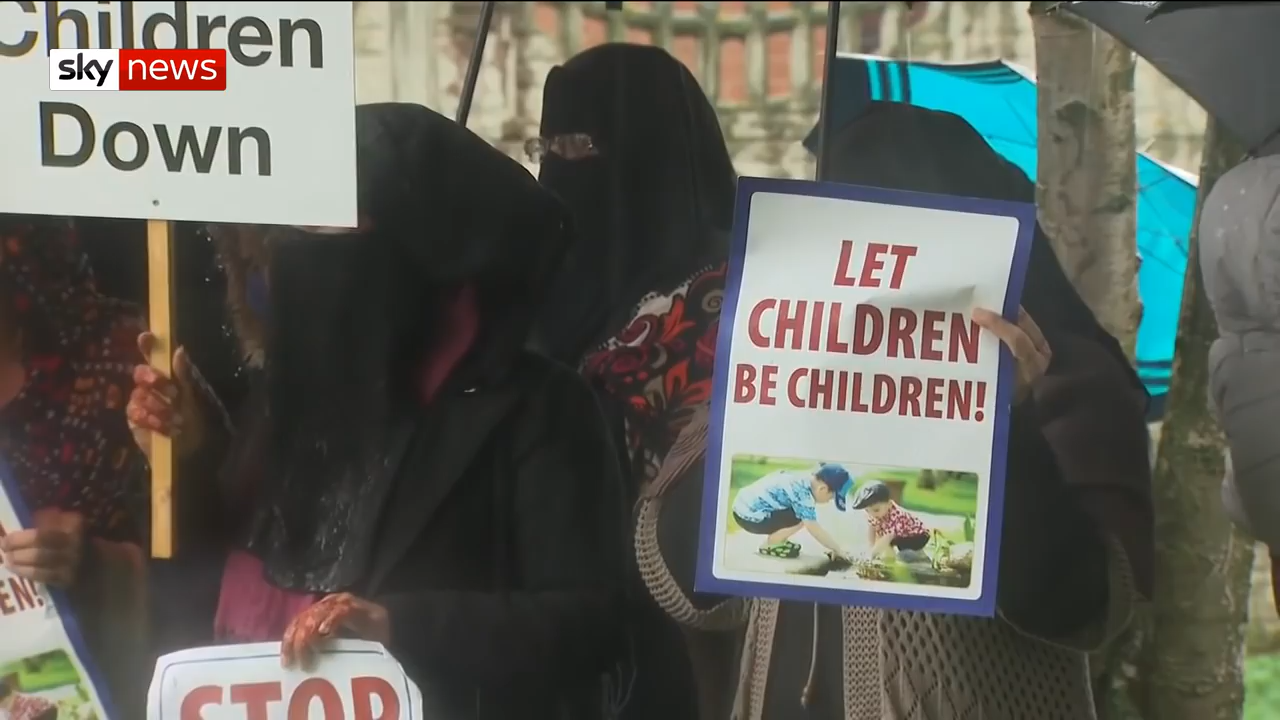 Children
Down
sky news
LET
CHILDREN
BE CHILDREN!
EN!
STOP